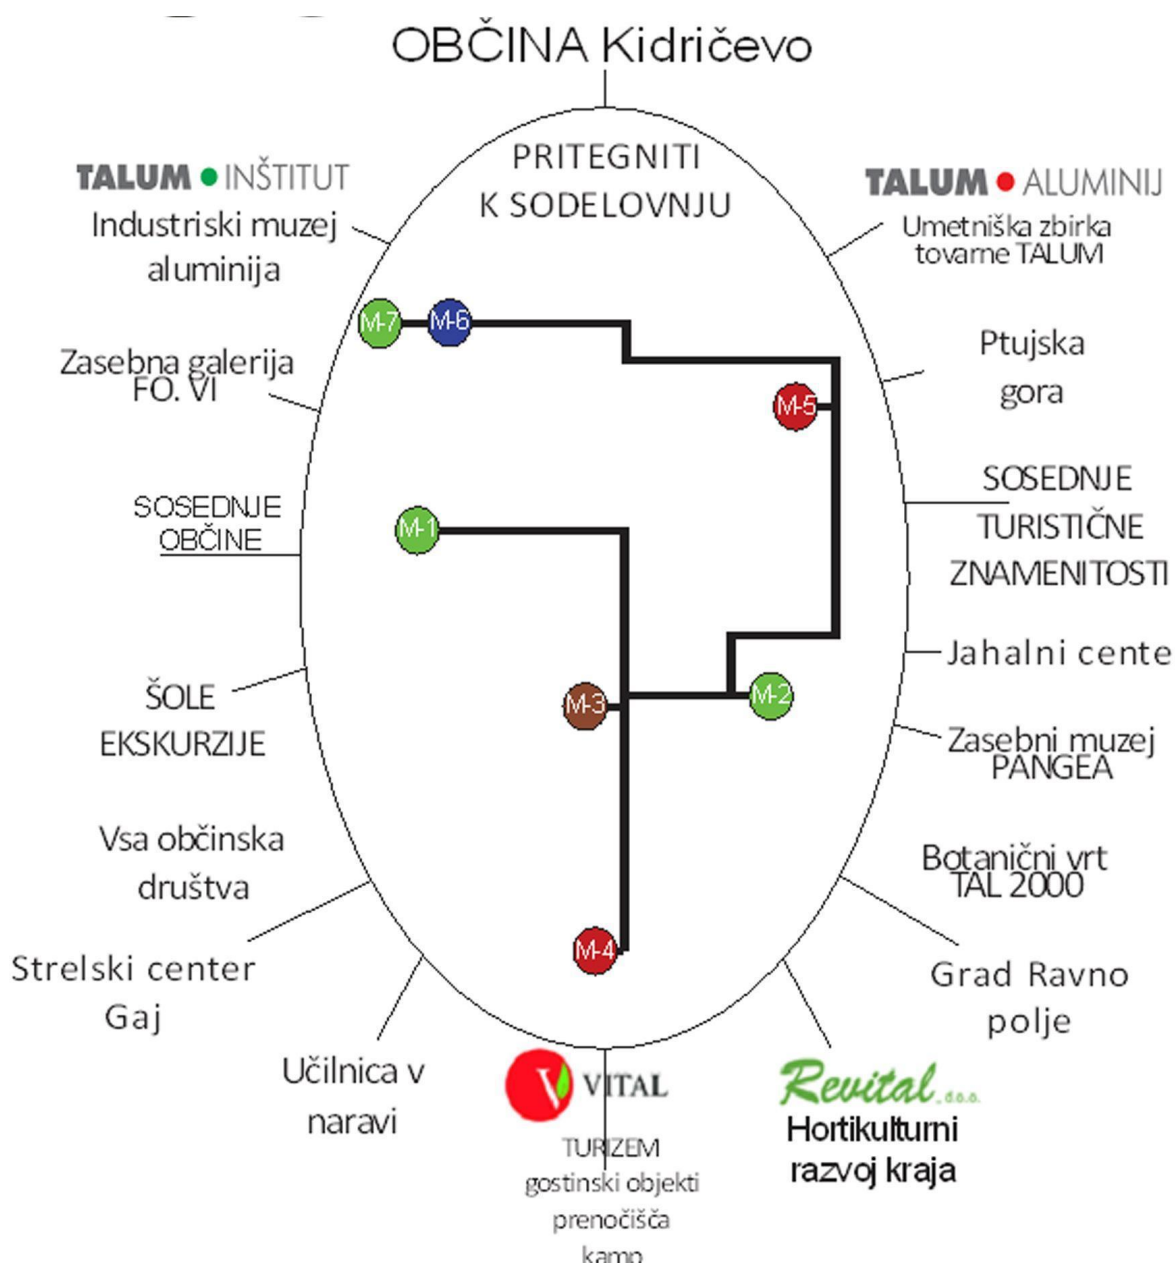 OBČINA Kidričevo
PRITEGNITI
K SODELOVNJU
TALUM INŠTITUT
Industriski muzej
aluminija
TALUM ALUMINIJ
Umetniška zbirka
tovarne TALUM
M-7
M-6
Zasebna galerija
FO. VI
Ptujska
gora
M-5
SOSEDNJE
OBČINE
M-1
SOSEDNJE
TURISTIČNE
ZNAMENITOSTI
Jahalni cente
ŠOLE
EKSKURZIJE
M-3
M-2
Zasebni muzej
PANGEA
Vsa občinska
društva
Botanični vrt
TAL 2000
M-4
Strelski center
Gaj
Grad Ravno
polje
Učilnica v
naravi
VITAL
TURIZEM
gostinski objekti
prenočišča
kamp
Revital d.o.o.
Hortikulturni
razvoj kraja